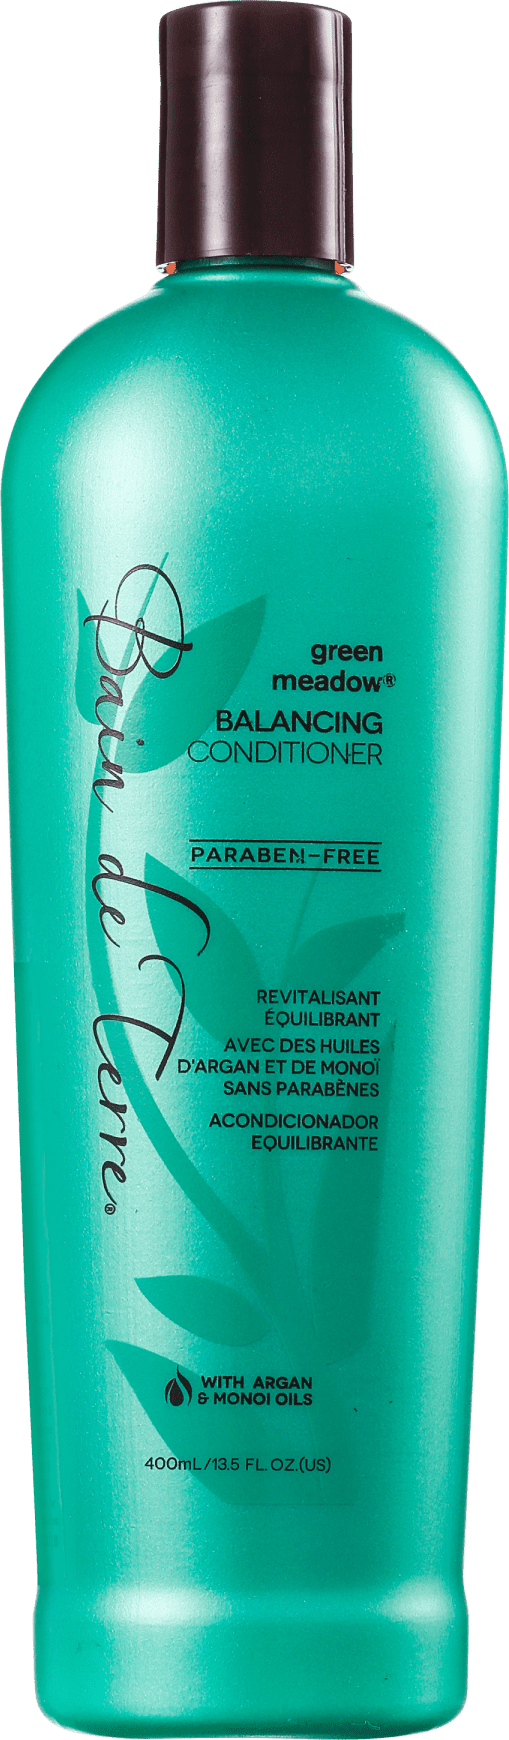 Bain de Terre®
green
meadow®
BALANCING
CONDITIONER
PARABEN-FREE
REVITALISANT
ÉQUILIBRANT
AVEC DES HUILES
D'ARGAN ET DE MONOÏ
SANS PARABÈNES
ACONDICIONADOR
EQUILIBRANTE
WITH ARGAN
& MONOI OILS
400mL/13.5 FL.OZ.(US)